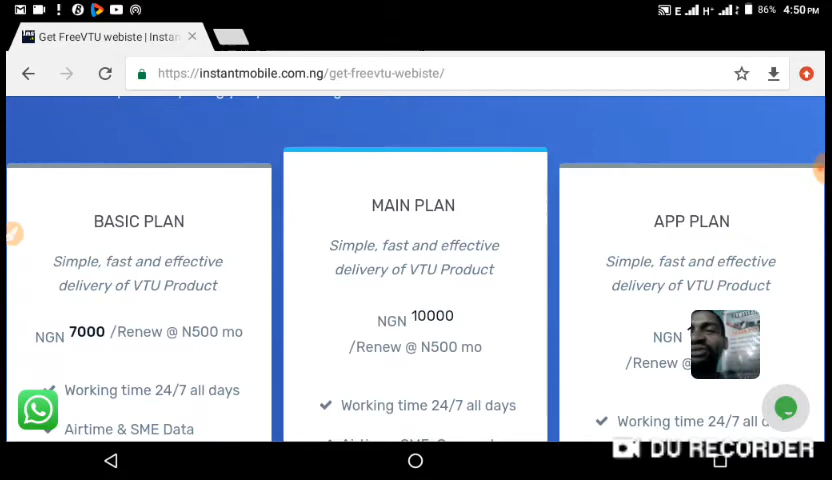 E H+ 86% 4:50PM
Get FreeVTU webiste | Instan
https://instantmobile.com.ng/get-freevtu-webiste/
BASIC PLAN
Simple, fast and effective
delivery of VTU Product
NGN 7000 /Renew @ N500 mo
Working time 24/7 all days
Airtime & SME Data
MAIN PLAN
Simple, fast and effective
delivery of VTU Product
NGN 10000
/Renew @ N500 mo
Working time 24/7 all days
APP PLAN
Simple, fast and effective
delivery of VTU Product
NGN
/Renew @
Working time 24/7 all d
DU RECORDER